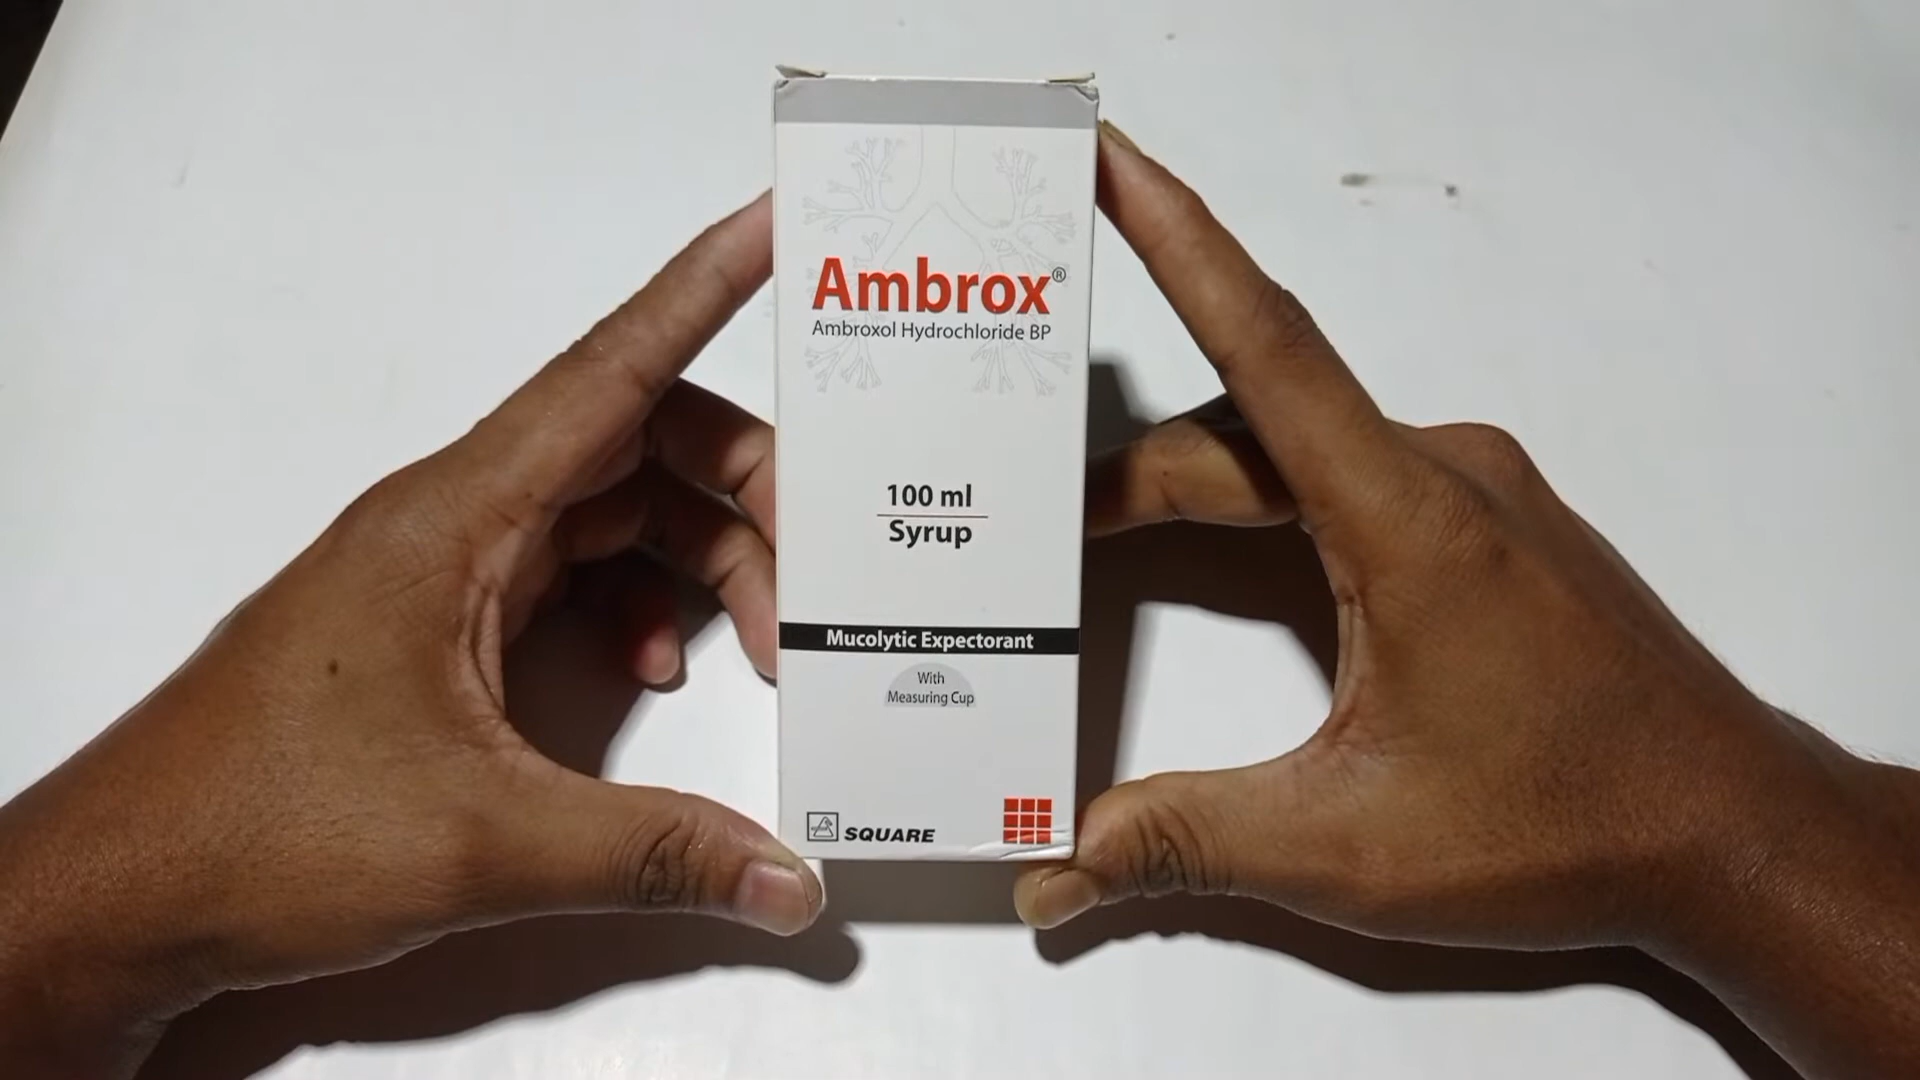 Ambrox®
Ambroxol Hydrochloride BP
100 ml
Syrup
Mucolytic Expectorant
With
Measuring Cup
SQUARE